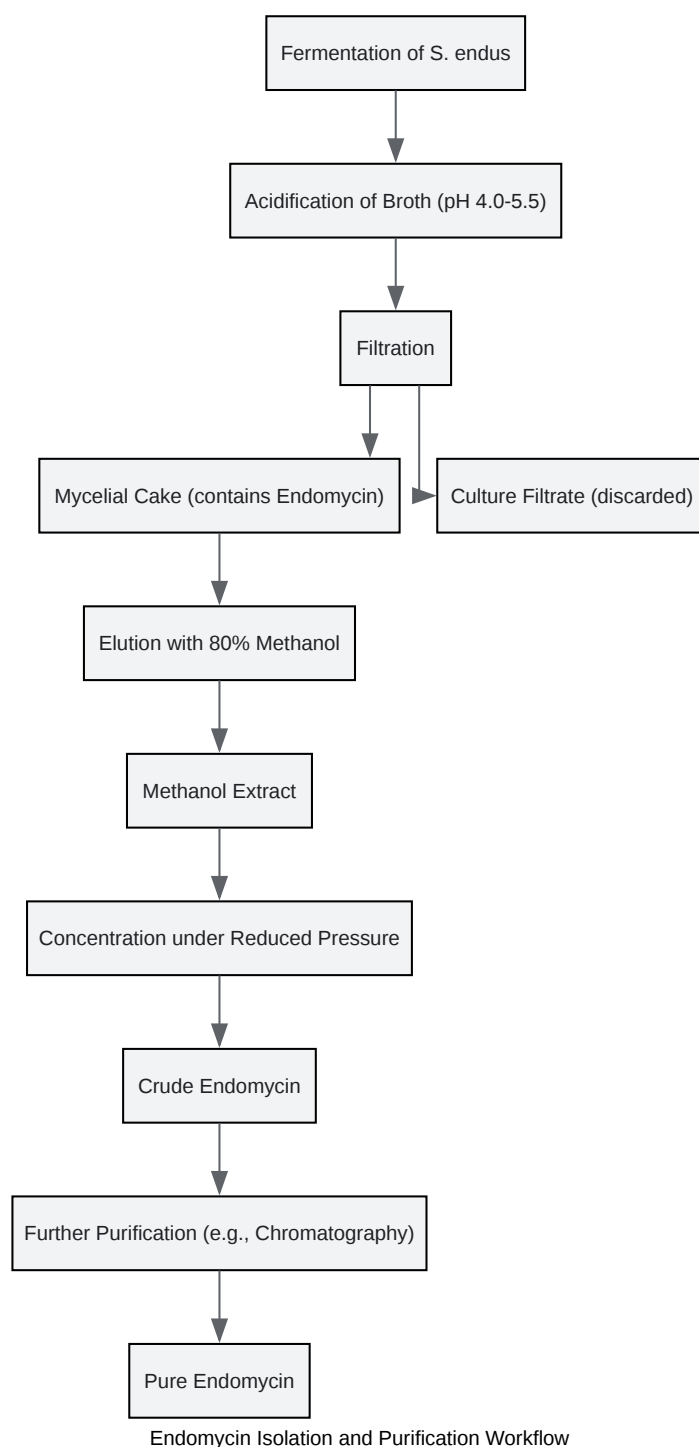 Fermentation of S. endus
Acidification of Broth (pH 4.0-5.5)
Filtration
Mycelial Cake (contains Endomycin)
Culture Filtrate (discarded)
Elution with 80% Methanol
Methanol Extract
Concentration under Reduced Pressure
Crude Endomycin
Further Purification (e.g., Chromatography)
Pure Endomycin
Endomycin Isolation and Purification Workflow